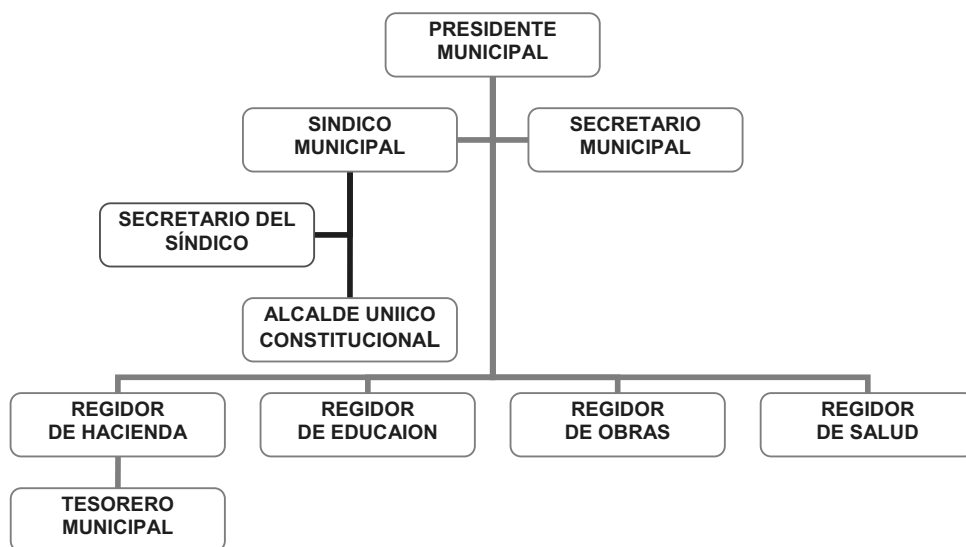 PRESIDENTE
MUNICIPAL
SINDICO
MUNICIPAL
SECRETARIO
MUNICIPAL
SECRETARIO DEL
SÍNDICO
ALCALDE UNIICO
CONSTITUCIONAL
REGIDOR
DE HACIENDA
REGIDOR
DE EDUCAION
REGIDOR
DE OBRAS
REGIDOR
DE SALUD
TESORERO
MUNICIPAL